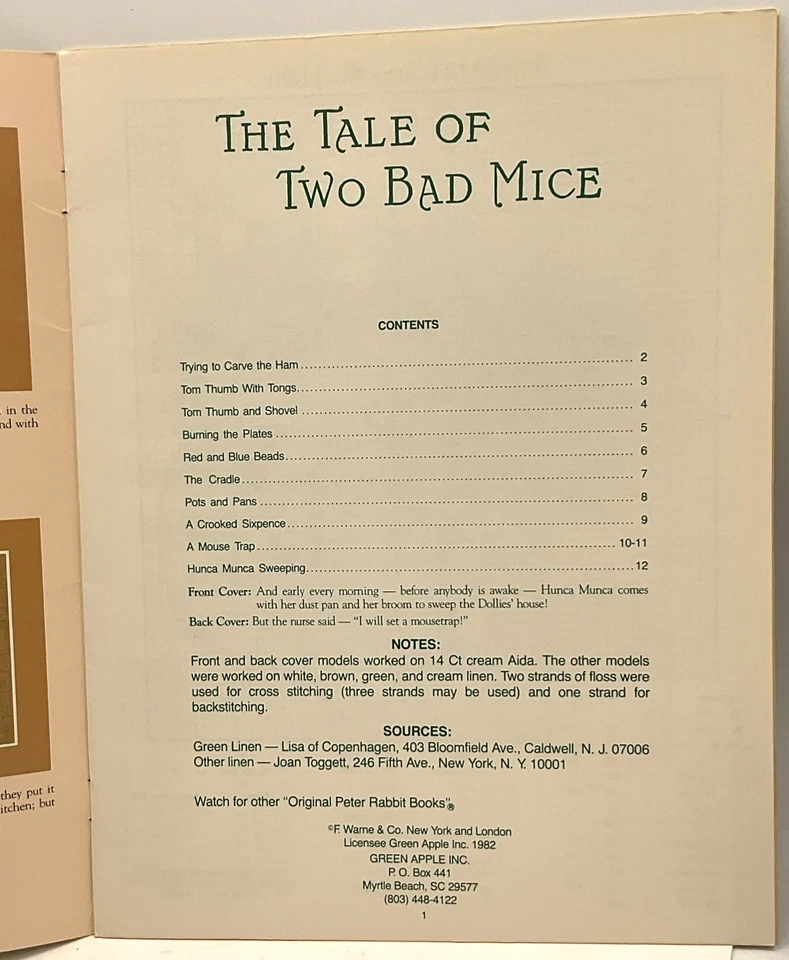 in the
nd with
they put it
itchen; but
THE TALE OF
TWO BAD MICE
CONTENTS
Trying to Carve the Ham ........ 2
Tom Thumb With Tongs ........ 3
Tom Thumb and Shovel ........ 4
Burning the Plates ........ 5
Red and Blue Beads ........ 6
The Cradle ........ 7
Pots and Pans ........ 8
A Crooked Sixpence ........ 9
A Mouse Trap ........ 10-11
Hunca Munca Sweeping ........ 12
Front Cover: And early every morning — before anybody is awake — Hunca Munca comes
with her dust pan and her broom to sweep the Dollies' house!
Back Cover: But the nurse said — "I will set a mousetrap!"
NOTES:
Front and back cover models worked on 14 Ct cream Aida. The other models
were worked on white, brown, green, and cream linen. Two strands of floss were
used for cross stitching (three strands may be used) and one strand for
backstitching.
SOURCES:
Green Linen — Lisa of Copenhagen, 403 Bloomfield Ave., Caldwell, N. J. 07006
Other linen — Joan Toggett, 246 Fifth Ave., New York, N. Y. 10001
Watch for other "Original Peter Rabbit Books"®
©F. Warne & Co. New York and London
Licensee Green Apple Inc. 1982
GREEN APPLE INC.
P. O. Box 441
Myrtle Beach, SC 29577
(803) 448-4122
1